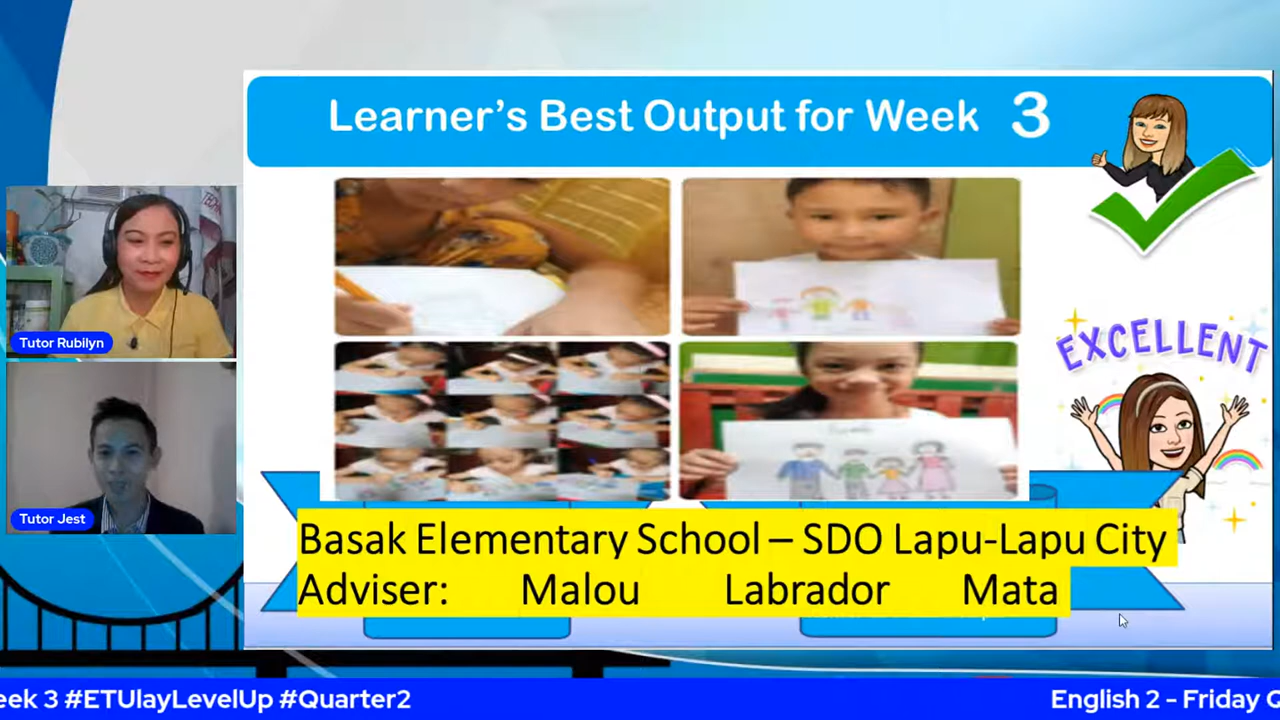 Learner's Best Output for Week 3
EXCELLENT
Tutor Rubilyn
Tutor Jest
Basak Elementary School – SDO Lapu-Lapu City
Adviser: Malou Labrador Mata
eek 3 #ETUlayLevelUp #Quarter2
English 2 - Friday